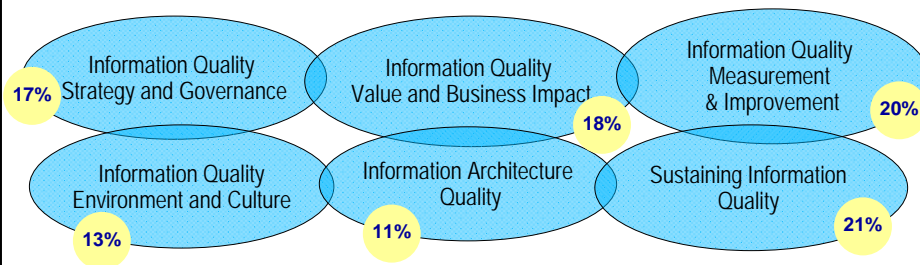 Information Quality
Strategy and Governance
17%
Information Quality
Value and Business Impact
18%
Information Quality
Measurement
& Improvement
20%
Information Quality
Environment and Culture
13%
Information Architecture
Quality
11%
Sustaining Information
Quality
21%